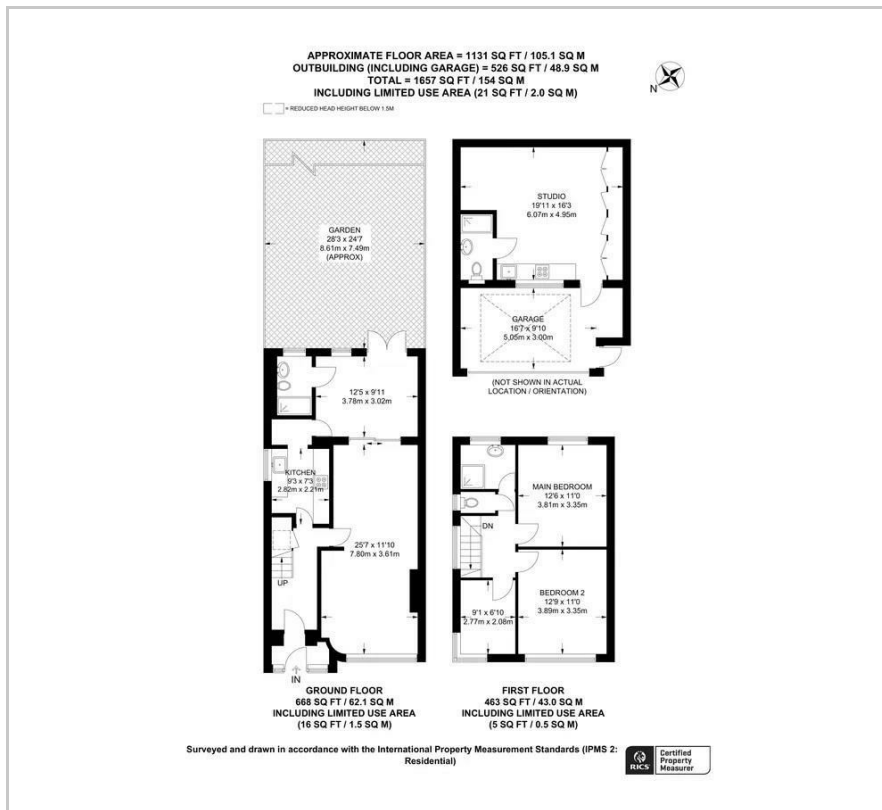 APPROXIMATE FLOOR AREA = 1131 SQ FT / 105.1 SQ M
OUTBUILDING (INCLUDING GARAGE) = 526 SQ FT / 48.9 SQ M
TOTAL = 1657 SQ FT / 154 SQ M
INCLUDING LIMITED USE AREA (21 SQ FT / 2.0 SQ M)
= REDUCED HEAD HEIGHT BELOW 1.5M
N
GARDEN
28'3 x 24'7
8.61m x 7.49m
(APPROX)
STUDIO
19'11 x 16'3
6.07m x 4.95m
GARAGE
16'7 x 9'10
5.05m x 3.00m
(NOT SHOWN IN ACTUAL
LOCATION / ORIENTATION)
12'5 x 9'11
3.78m x 3.02m
KITCHEN
9'3 x 7'3
2.82m x 2.21m
25'7 x 11'10
7.80m x 3.61m
UP
IN
MAIN BEDROOM
12'6 x 11'0
3.81m x 3.35m
DN
BEDROOM 2
12'9 x 11'0
3.89m x 3.35m
9'1 x 6'10
2.77m x 2.08m
GROUND FLOOR
668 SQ FT / 62.1 SQ M
INCLUDING LIMITED USE AREA
(16 SQ FT / 1.5 SQ M)
FIRST FLOOR
463 SQ FT / 43.0 SQ M
INCLUDING LIMITED USE AREA
(5 SQ FT / 0.5 SQ M)
Surveyed and drawn in accordance with the International Property Measurement Standards (IPMS 2:
Residential)
RICS
Certified
Property
Measurer